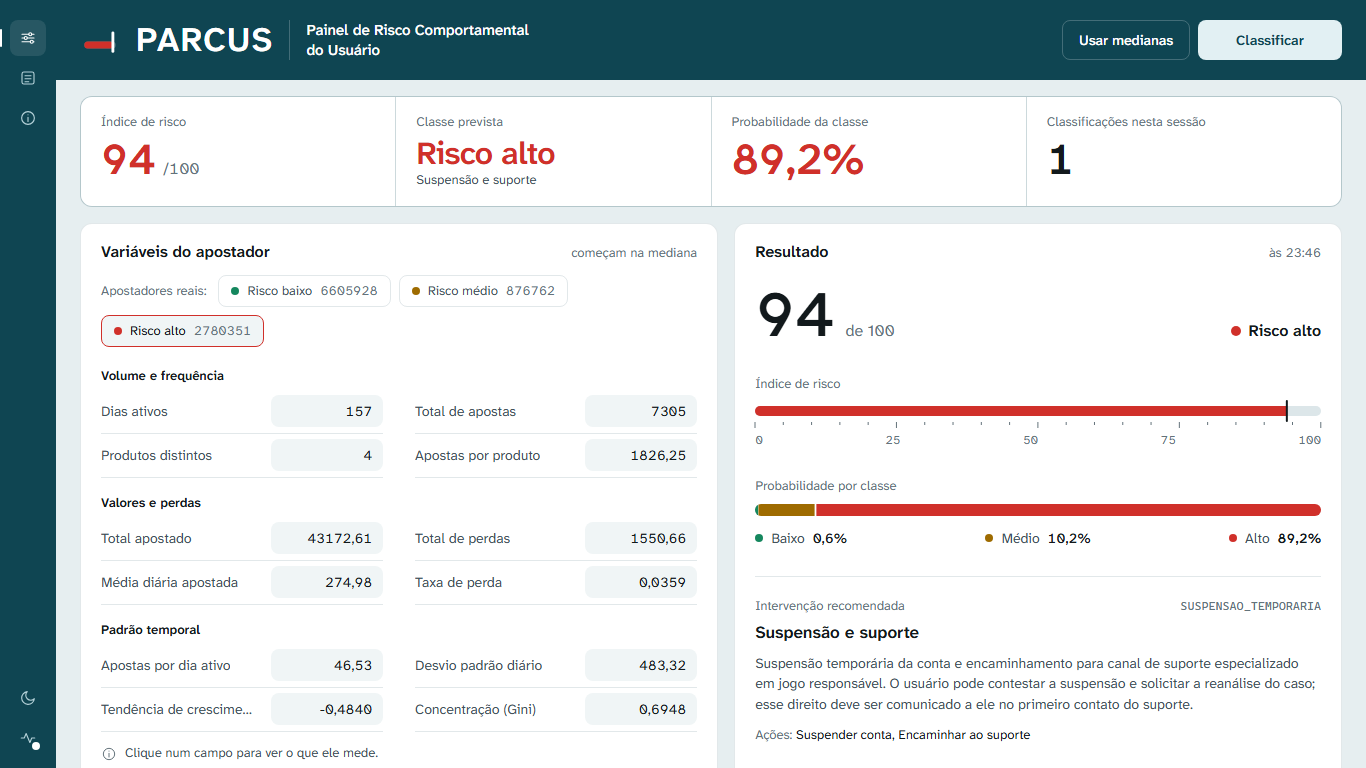 PARCUS
Painel de Risco Comportamental
do Usuário
Usar medianas
Classificar
Índice de risco
94 /100
Classe prevista
Risco alto
Suspensão e suporte
Probabilidade da classe
89,2%
Classificações nesta sessão
1
Variáveis do apostador
começam na mediana
Apostadores reais:
Risco baixo 6605928
Risco médio 876762
Risco alto 2780351
Volume e frequência
Dias ativos 157
Total de apostas 7305
Produtos distintos 4
Apostas por produto 1826,25
Valores e perdas
Total apostado 43172,61
Total de perdas 1550,66
Média diária apostada 274,98
Taxa de perda 0,0359
Padrão temporal
Apostas por dia ativo 46,53
Desvio padrão diário 483,32
Tendência de crescime... -0,4840
Concentração (Gini) 0,6948
Clique num campo para ver o que ele mede.
Resultado
às 23:46
94 de 100
Risco alto
Índice de risco
0 25 50 75 100
Probabilidade por classe
Baixo 0,6% Médio 10,2% Alto 89,2%
Intervenção recomendada
SUSPENSAO_TEMPORARIA
Suspensão e suporte
Suspensão temporária da conta e encaminhamento para canal de suporte especializado
em jogo responsável. O usuário pode contestar a suspensão e solicitar a reanálise do caso;
esse direito deve ser comunicado a ele no primeiro contato do suporte.
Ações: Suspender conta, Encaminhar ao suporte